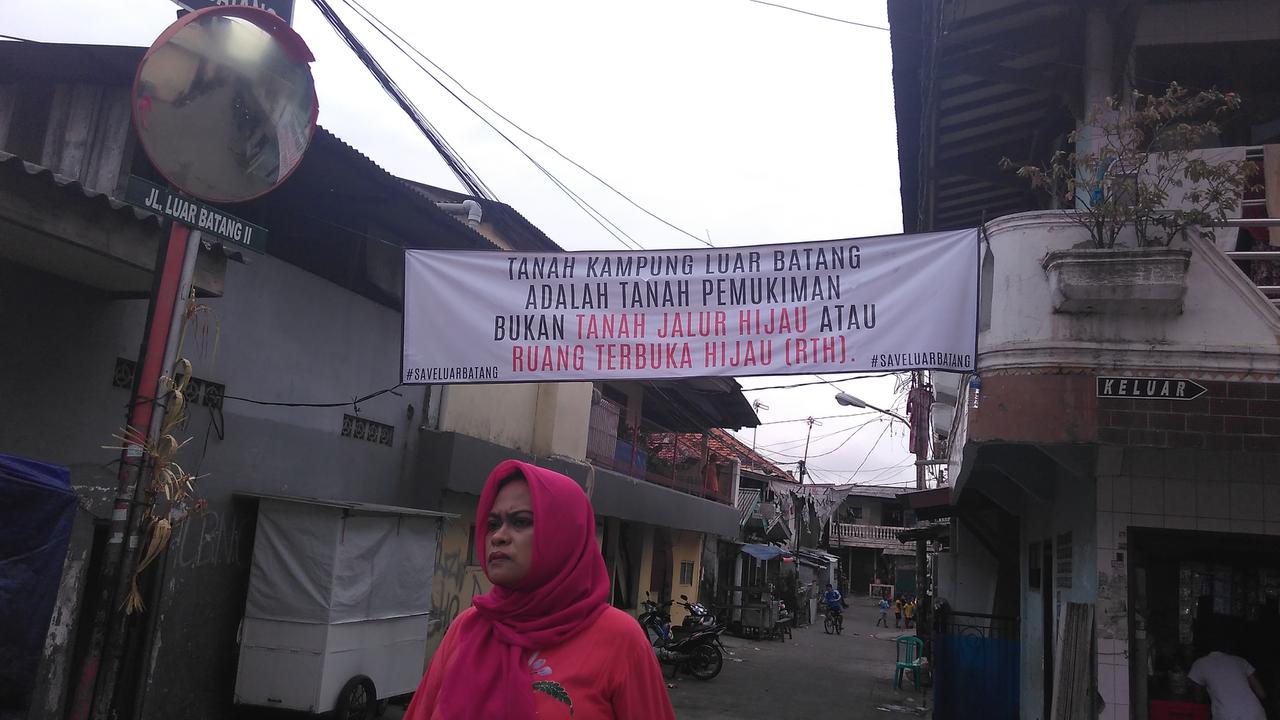 BATANG
JL. LUAR BATANG II
TANAH KAMPUNG LUAR BATANG
ADALAH TANAH PEMUKIMAN
BUKAN TANAH JALUR HIJAU ATAU
RUANG TERBUKA HIJAU (RTH).
#SAVELUARBATANG
#SAVELUARBATANG
KELUAR